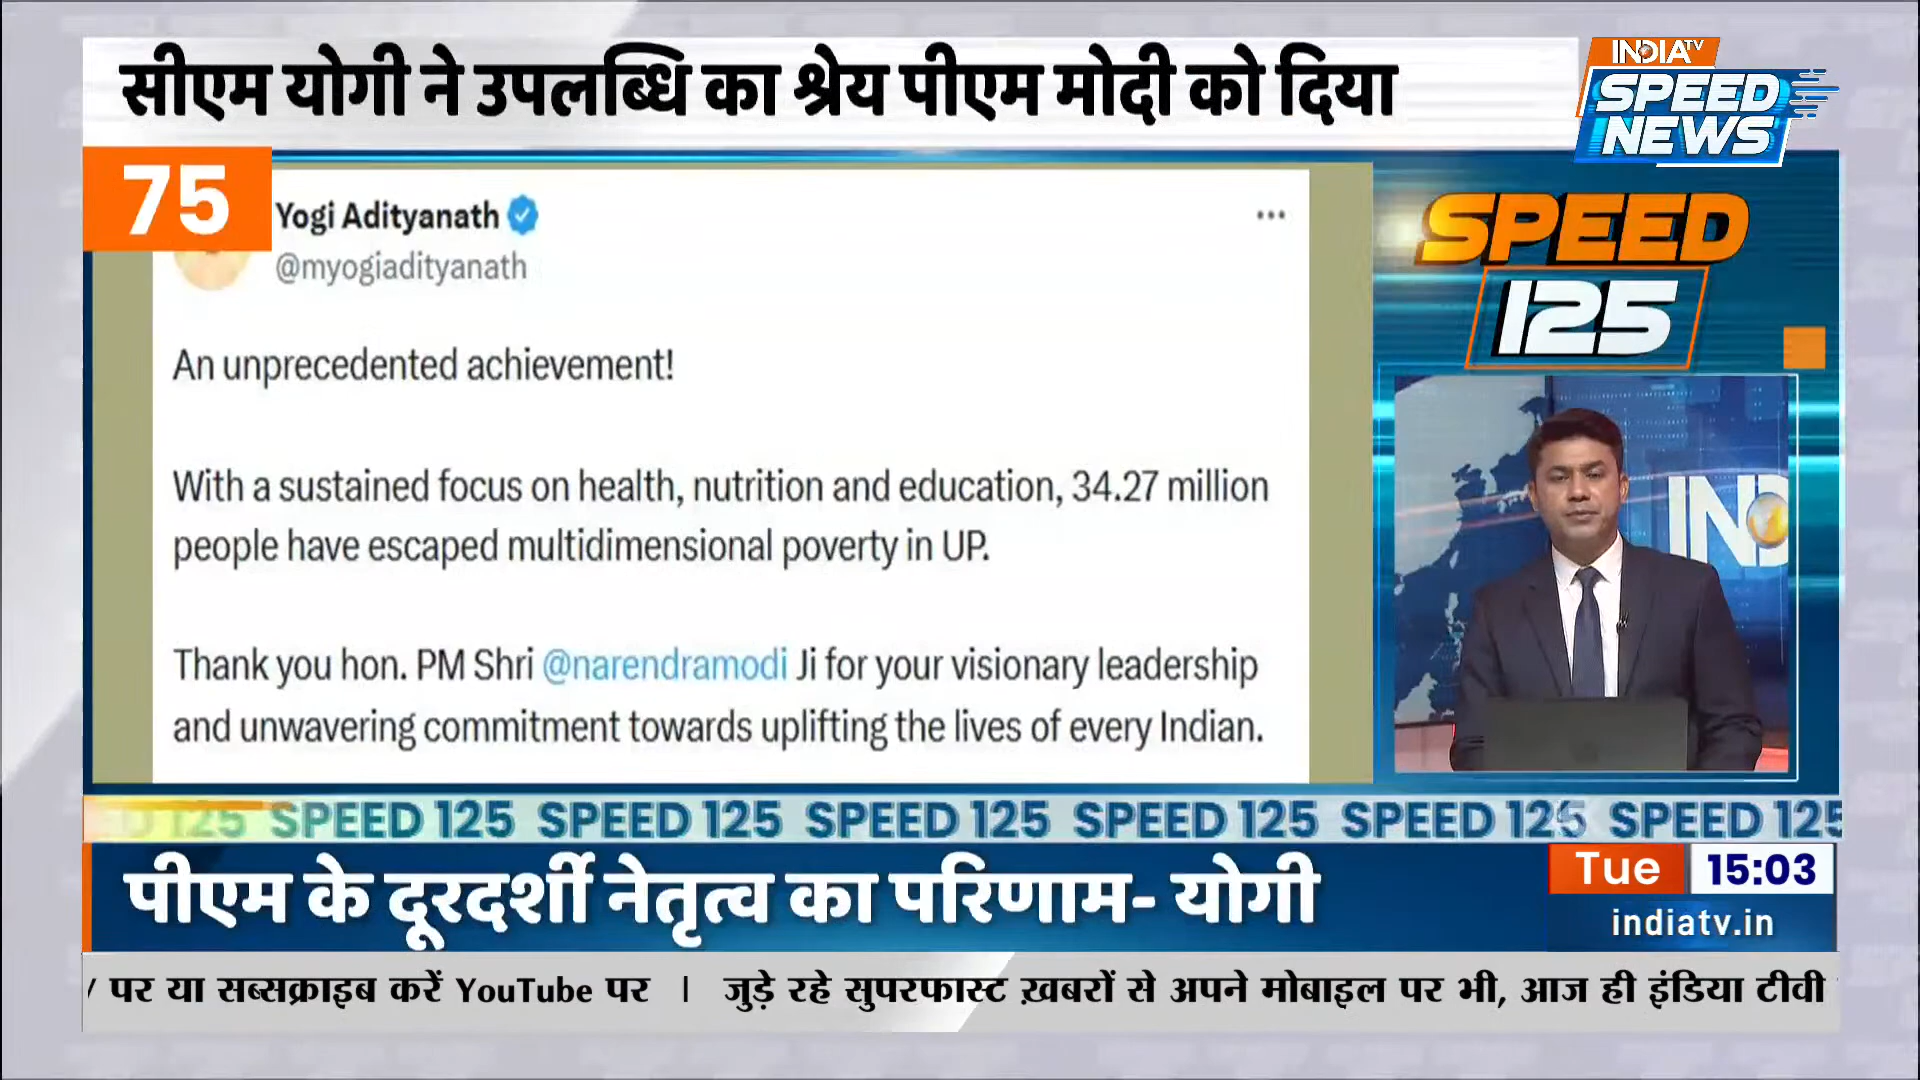 सीएम योगी ने उपलब्धि का श्रेय पीएम मोदी को दिया
INDIA TV
SPEED
NEWS
75
Yogi Adityanath
@myogiadityanath
An unprecedented achievement!
With a sustained focus on health, nutrition and education, 34.27 million
people have escaped multidimensional poverty in UP.
Thank you hon. PM Shri @narendramodi Ji for your visionary leadership
and unwavering commitment towards uplifting the lives of every Indian.
SPEED
125
IND
D 125 SPEED 125 SPEED 125 SPEED 125 SPEED 125 SPEED 125 SPEED 125
पीएम के दूरदर्शी नेतृत्व का परिणाम- योगी
Tue 15:03
indiatv.in
पर या सब्सक्राइब करें YouTube पर | जुड़े रहे सुपरफास्ट ख़बरों से अपने मोबाइल पर भी, आज ही इंडिया टीवी